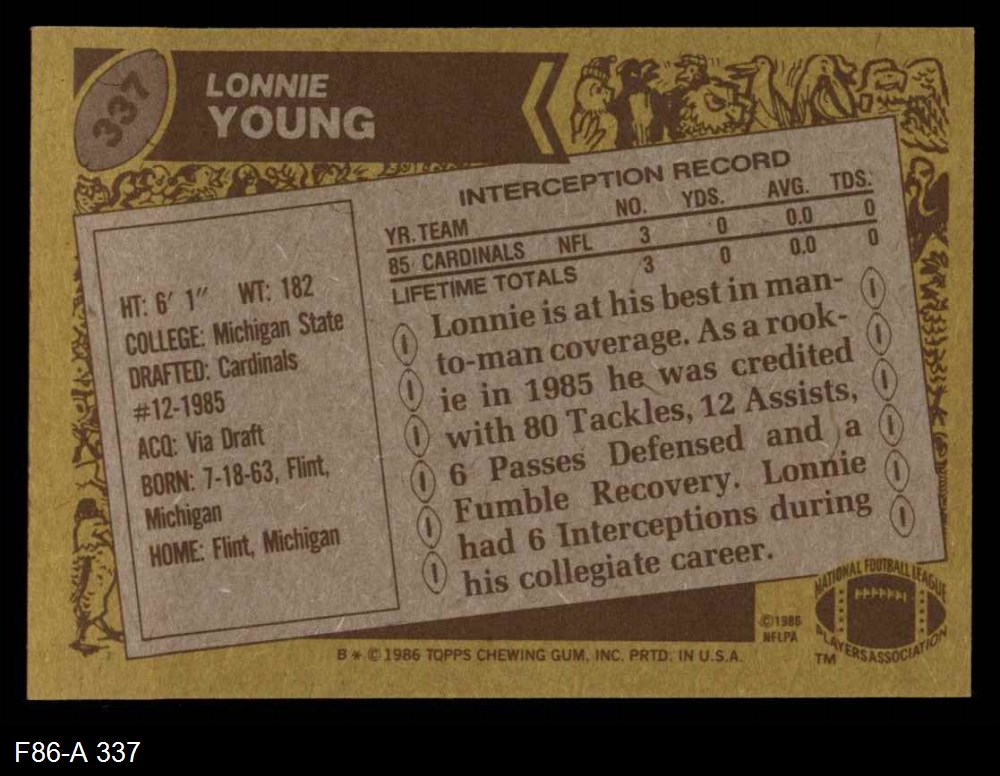 337
LONNIE
YOUNG
INTERCEPTION RECORD
YR. TEAM NO. YDS. AVG. TDS.
85 CARDINALS NFL 3 0 0.0 0
LIFETIME TOTALS 3 0 0.0 0
HT: 6' 1" WT: 182
COLLEGE: Michigan State
DRAFTED: Cardinals
#12-1985
ACQ: Via Draft
BORN: 7-18-63, Flint,
Michigan
HOME: Flint, Michigan
Lonnie is at his best in man-
to-man coverage. As a rook-
ie in 1985 he was credited
with 80 Tackles, 12 Assists,
6 Passes Defensed and a
Fumble Recovery. Lonnie
had 6 Interceptions during
his collegiate career.
©1986
NFLPA
NATIONAL FOOTBALL LEAGUE
PLAYERS ASSOCIATION
TM
B * © 1986 TOPPS CHEWING GUM, INC. PRTD. IN U.S.A.
F86-A 337